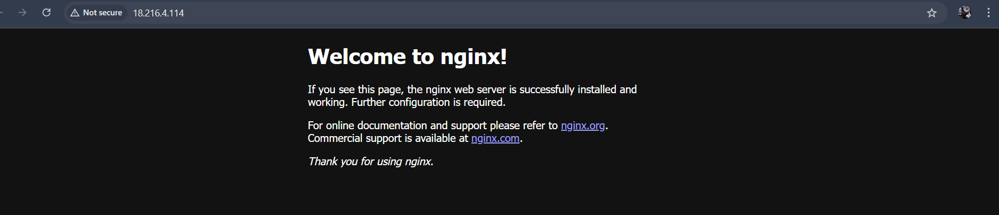 Not secure 18.216.4.114
Welcome to nginx!
If you see this page, the nginx web server is successfully installed and
working. Further configuration is required.
For online documentation and support please refer to nginx.org.
Commercial support is available at nginx.com.
Thank you for using nginx.